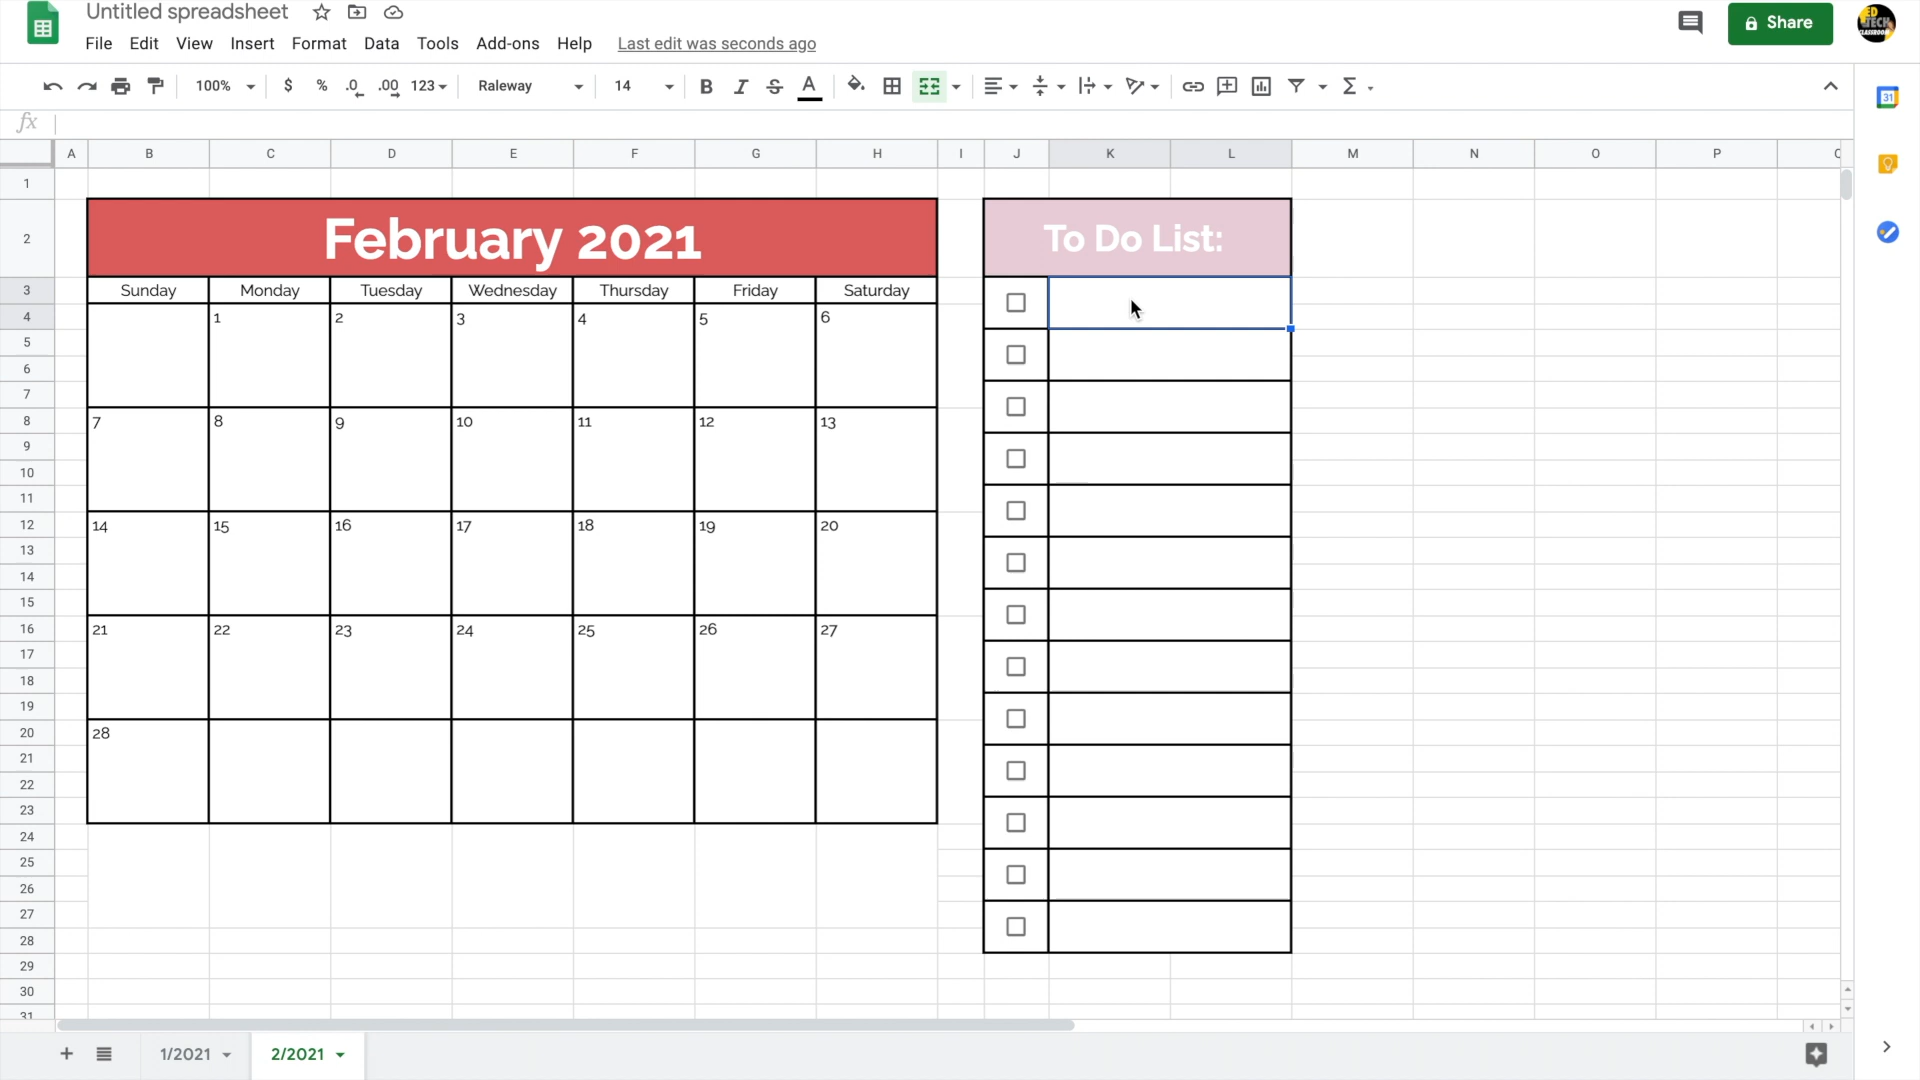 Untitled spreadsheet
File Edit View Insert Format Data Tools Add-ons Help Last edit was seconds ago
Share
ED TECH CLASSROOM
100% $ % .0 .00 123 Raleway 14 B I S A Σ
31
fx
A B C D E F G H I J K L M N O P
1
2 February 2021 To Do List:
3 Sunday Monday Tuesday Wednesday Thursday Friday Saturday
4 1 2 3 4 5 6
5
6
7
8 7 8 9 10 11 12 13
9
10
11
12 14 15 16 17 18 19 20
13
14
15
16 21 22 23 24 25 26 27
17
18
19
20 28
21
22
23
24
25
26
27
28
29
30
31
1/2021 2/2021